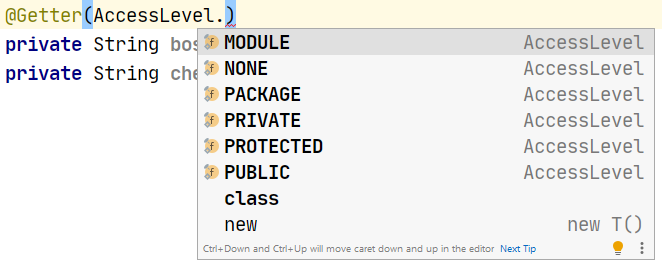 @Getter(AccessLevel.)
private String bos
private String che
MODULE AccessLevel
NONE AccessLevel
PACKAGE AccessLevel
PRIVATE AccessLevel
PROTECTED AccessLevel
PUBLIC AccessLevel
class
new new T()
Ctrl+Down and Ctrl+Up will move caret down and up in the editor Next Tip